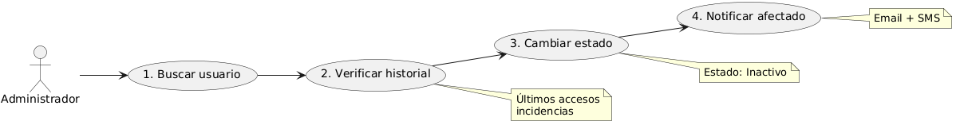 Administrador
1. Buscar usuario
2. Verificar historial
Últimos accesos
incidencias
3. Cambiar estado
Estado: Inactivo
4. Notificar afectado
Email + SMS